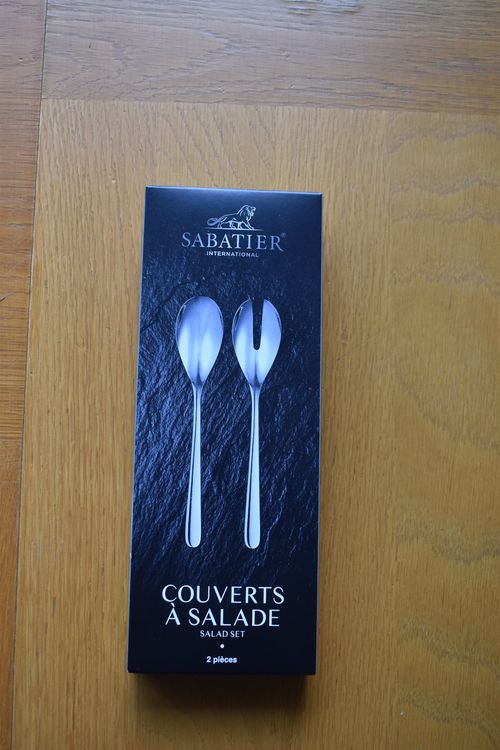 SABATIER®
INTERNATIONAL
COUVERTS
À SALADE
SALAD SET
2 pièces